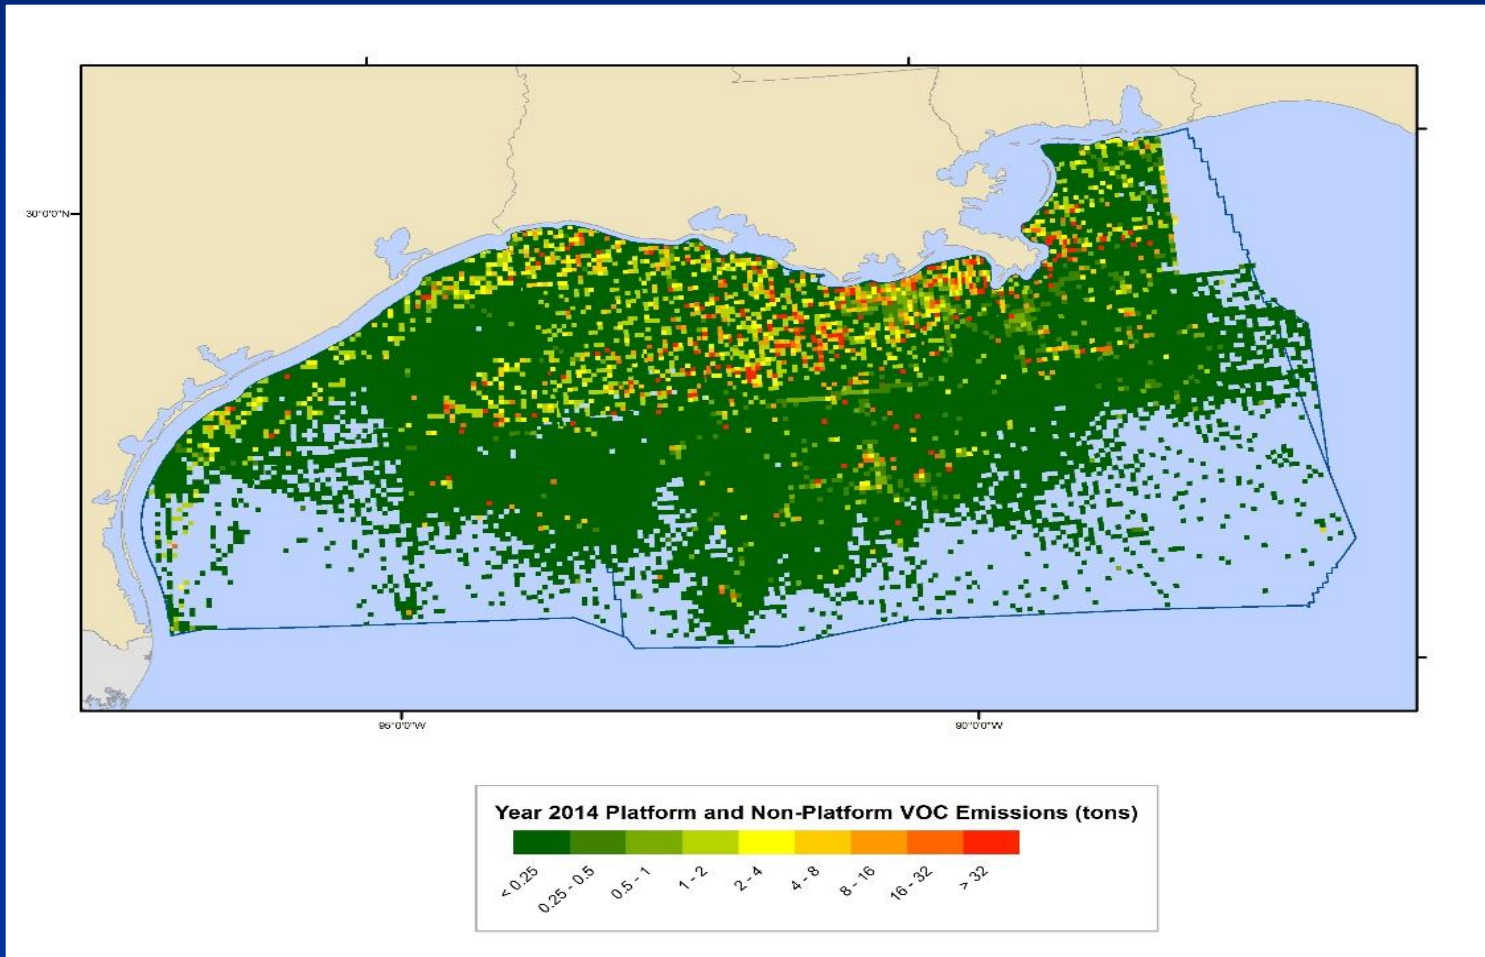 30°0'0"N
95°0'0"W
90°0'0"W
Year 2014 Platform and Non-Platform VOC Emissions (tons)
< 0.25
0.25 - 0.5
0.5 - 1
1 - 2
2 - 4
4 - 8
8 - 16
16 - 32
> 32